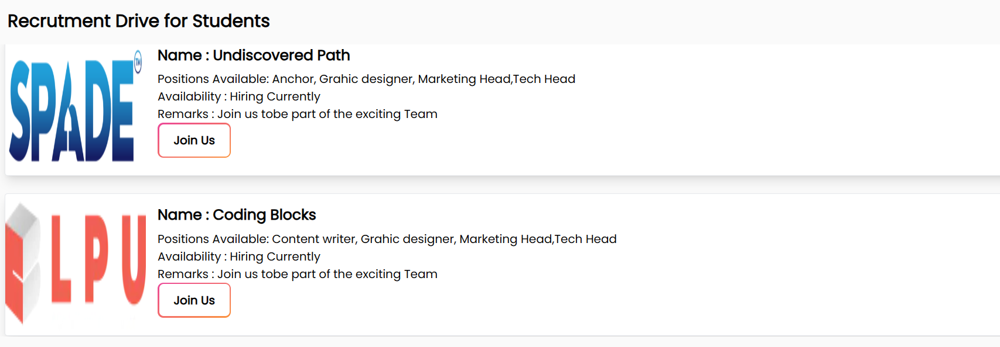 Recrutment Drive for Students
SPADE TM
Name : Undiscovered Path
Positions Available: Anchor, Grahic designer, Marketing Head,Tech Head
Availability : Hiring Currently
Remarks : Join us tobe part of the exciting Team
Join Us
LPU
Name : Coding Blocks
Positions Available: Content writer, Grahic designer, Marketing Head,Tech Head
Availability : Hiring Currently
Remarks : Join us tobe part of the exciting Team
Join Us